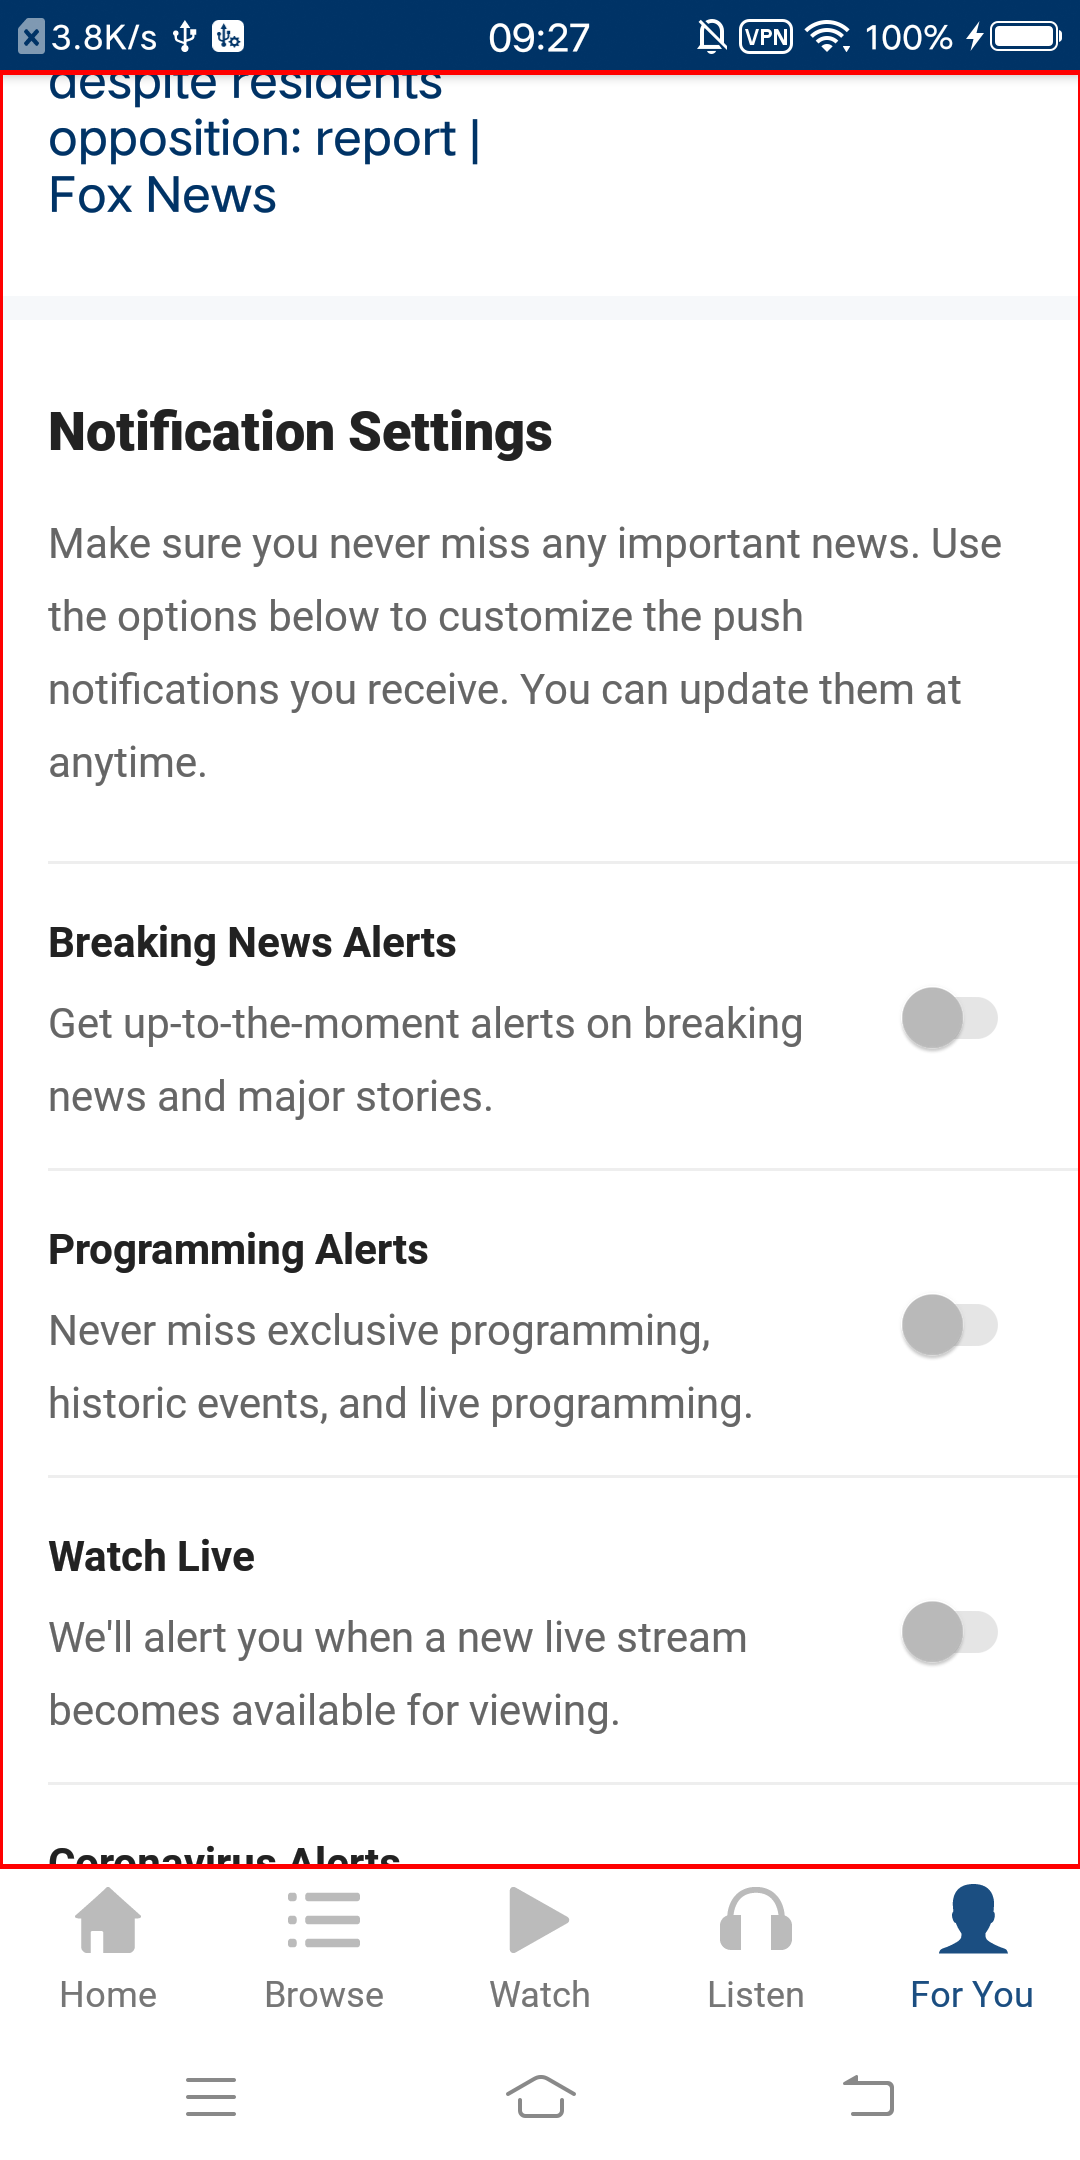 3.8K/s 09:27 VPN 100%
despite residents
opposition: report |
Fox News
Notification Settings
Make sure you never miss any important news. Use
the options below to customize the push
notifications you receive. You can update them at
anytime.
Breaking News Alerts
Get up-to-the-moment alerts on breaking
news and major stories.
Programming Alerts
Never miss exclusive programming,
historic events, and live programming.
Watch Live
We'll alert you when a new live stream
becomes available for viewing.
Coronavirus Alerts
Home Browse Watch Listen For You